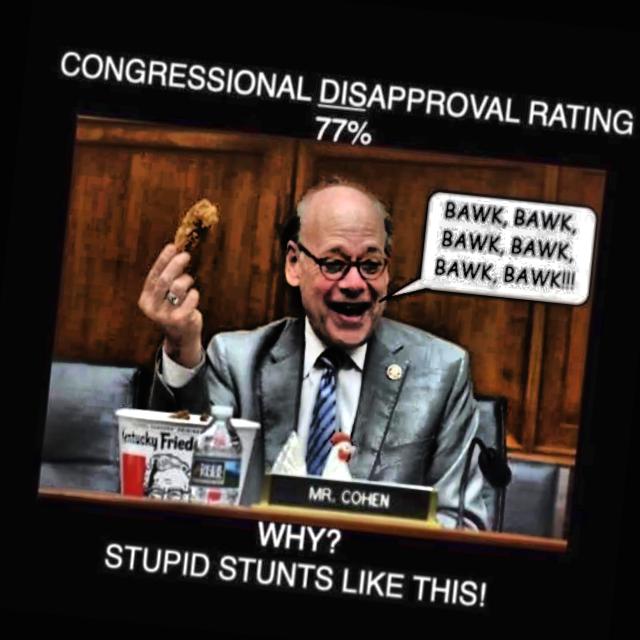 CONGRESSIONAL DISAPPROVAL RATING
77%
BAWK, BAWK,
BAWK, BAWK,
BAWK, BAWK!!!
Kentucky Fried
MR. COHEN
WHY?
STUPID STUNTS LIKE THIS!